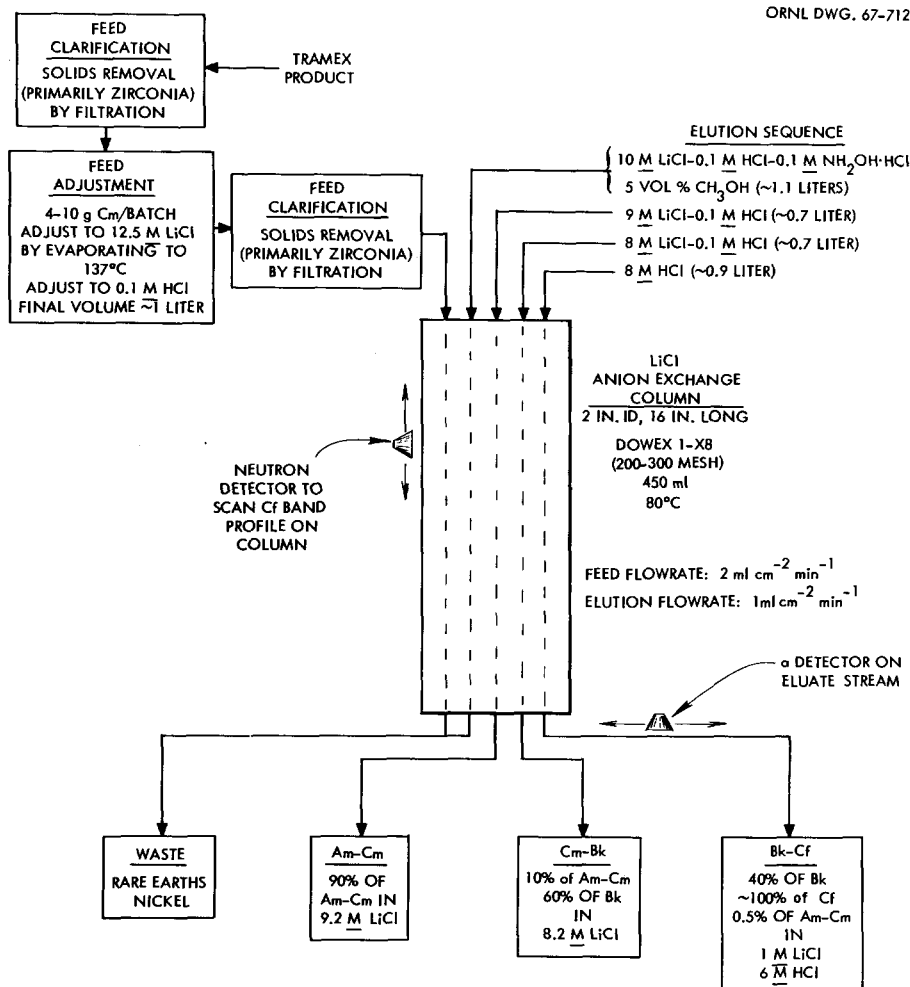 ORNL DWG. 67-712
FEED
CLARIFICATION
SOLIDS REMOVAL
(PRIMARILY ZIRCONIA)
BY FILTRATION
TRAMEX
PRODUCT
FEED
ADJUSTMENT
4-10 g Cm/BATCH
ADJUST TO 12.5 M LiCl
BY EVAPORATING TO
137°C
ADJUST TO 0.1 M HCl
FINAL VOLUME ~1 LITER
FEED
CLARIFICATION
SOLIDS REMOVAL
(PRIMARILY ZIRCONIA)
BY FILTRATION
ELUTION SEQUENCE
10 M LiCl-0.1 M HCl-0.1 M NH₂OH·HCl
5 VOL % CH₃OH (~1.1 LITERS)
9 M LiCl-0.1 M HCl (~0.7 LITER)
8 M LiCl-0.1 M HCl (~0.7 LITER)
8 M HCl (~0.9 LITER)
LiCl
ANION EXCHANGE
COLUMN
2 IN. ID, 16 IN. LONG
DOWEX 1-X8
(200-300 MESH)
450 ml
80°C
NEUTRON
DETECTOR TO
SCAN Cf BAND
PROFILE ON
COLUMN
FEED FLOWRATE: 2 ml cm⁻² min⁻¹
ELUTION FLOWRATE: 1ml cm⁻² min⁻¹
α DETECTOR ON
ELUATE STREAM
WASTE
RARE EARTHS
NICKEL
Am-Cm
90% OF
Am-Cm IN
9.2 M LiCl
Cm-Bk
10% of Am-Cm
60% OF Bk
IN
8.2 M LiCl
Bk-Cf
40% OF Bk
~100% of Cf
0.5% OF Am-Cm
IN
1 M LiCl
6 M HCl